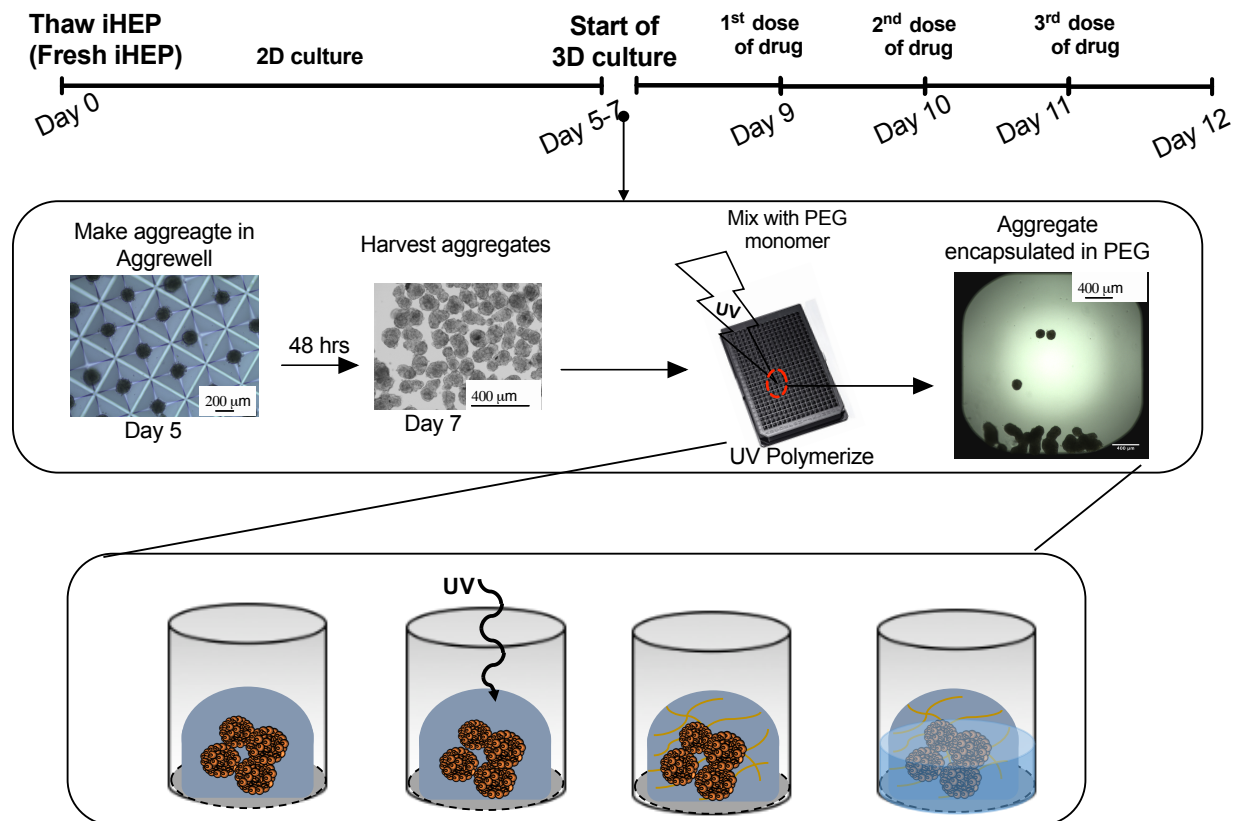 Thaw iHEP
(Fresh iHEP)
2D culture
Start of
3D culture
1st dose
of drug
2nd dose
of drug
3rd dose
of drug
Day 0
Day 5-7
Day 9
Day 10
Day 11
Day 12
Make aggreagte in
Aggrewell
200 μm
Day 5
48 hrs
Harvest aggregates
400 μm
Day 7
Mix with PEG
monomer
UV
UV Polymerize
Aggregate
encapsulated in PEG
400 μm
400 μm
UV